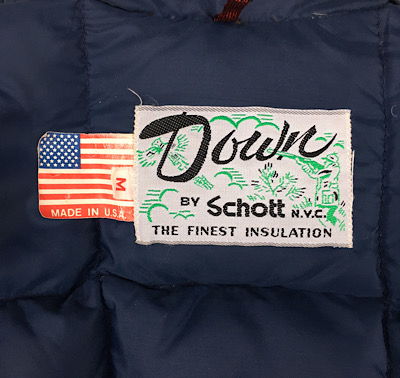 Down
BY Schott N.Y.C.
THE FINEST INSULATION
M
MADE IN U.S.A.